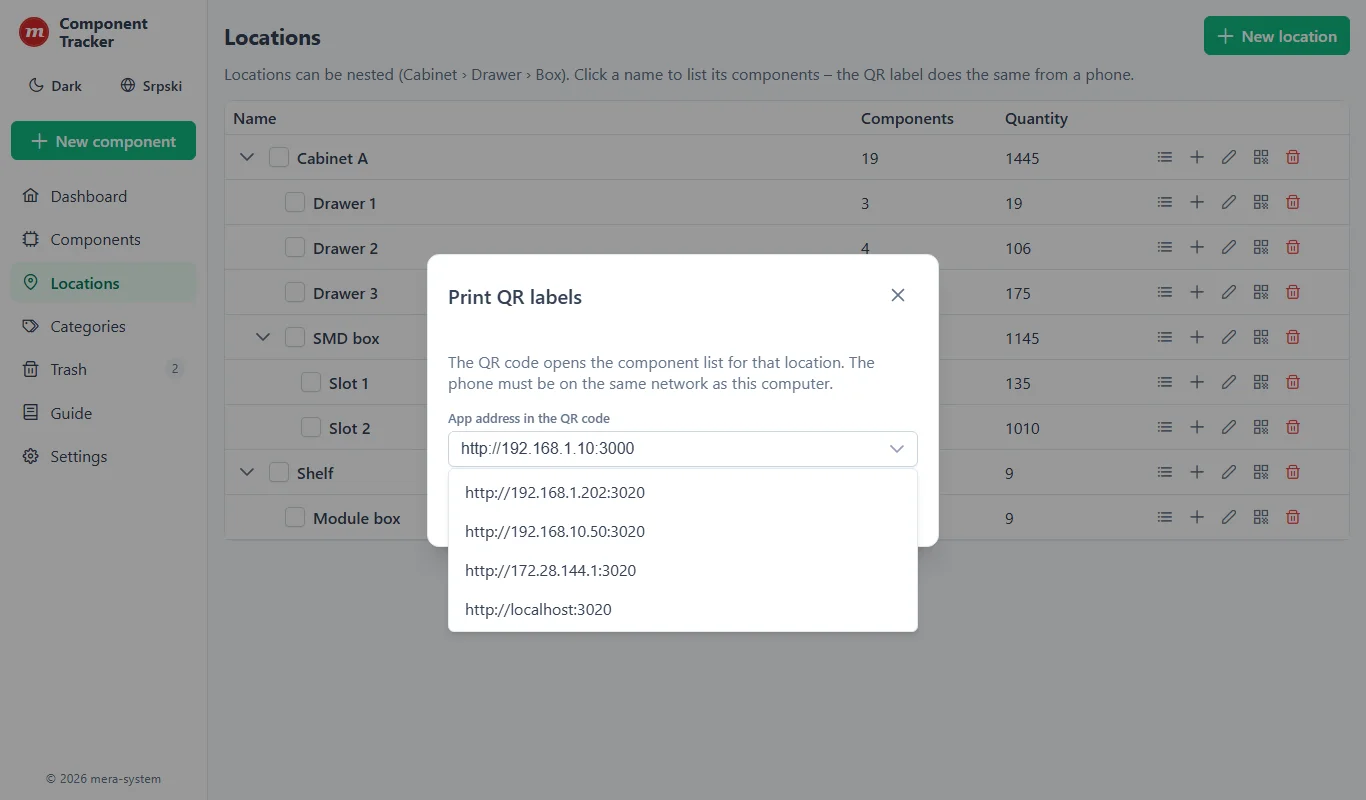 Component
Tracker
Dark Srpski
New component
Dashboard
Components
Locations
Categories
Trash 2
Guide
Settings
© 2026 mera-system
Locations
New location
Locations can be nested (Cabinet › Drawer › Box). Click a name to list its components – the QR label does the same from a phone.
Name Components Quantity
Cabinet A 19 1445
Drawer 1 3 19
Drawer 2 4 106
Drawer 3 175
SMD box 1145
Slot 1 135
Slot 2 1010
Shelf 9
Module box 9
Print QR labels
The QR code opens the component list for that location. The
phone must be on the same network as this computer.
App address in the QR code
http://192.168.1.10:3000
http://192.168.1.202:3020
http://192.168.10.50:3020
http://172.28.144.1:3020
http://localhost:3020